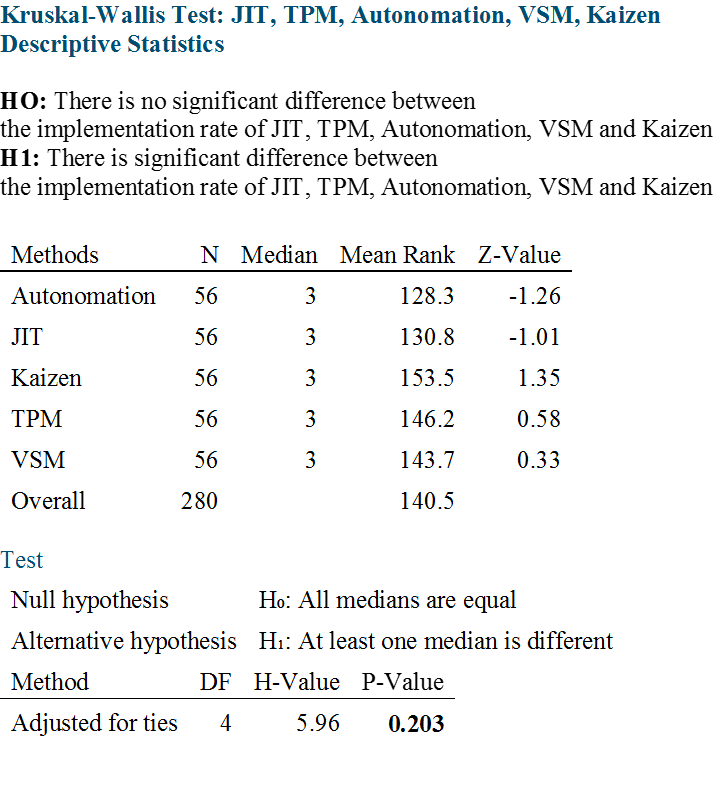 Kruskal-Wallis Test: JIT, TPM, Autonomation, VSM, Kaizen
Descriptive Statistics
HO: There is no significant difference between
the implementation rate of JIT, TPM, Autonomation, VSM and Kaizen
H1: There is significant difference between
the implementation rate of JIT, TPM, Autonomation, VSM and Kaizen
Methods N Median Mean Rank Z-Value
Autonomation 56 3 128.3 -1.26
JIT 56 3 130.8 -1.01
Kaizen 56 3 153.5 1.35
TPM 56 3 146.2 0.58
VSM 56 3 143.7 0.33
Overall 280 140.5
Test
Null hypothesis H₀: All medians are equal
Alternative hypothesis H₁: At least one median is different
Method DF H-Value P-Value
Adjusted for ties 4 5.96 0.203